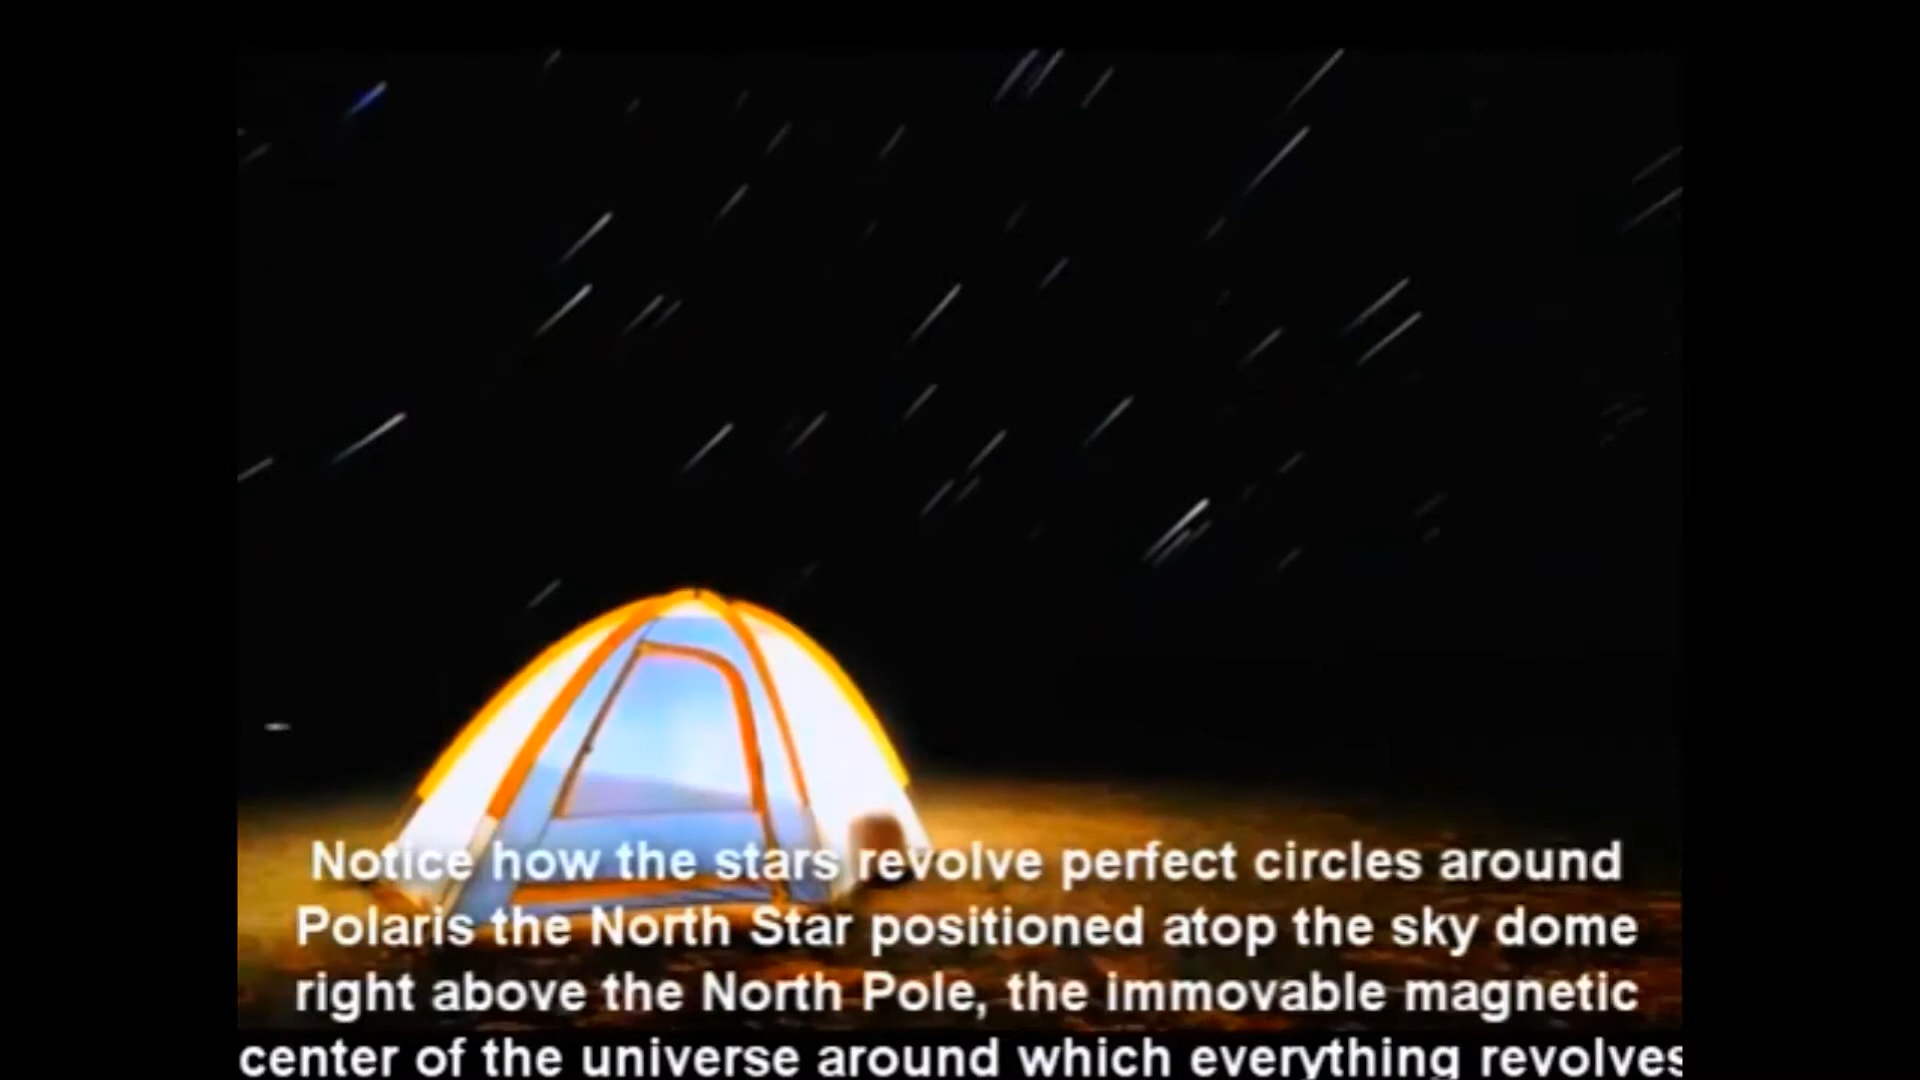 Notice how the stars revolve perfect circles around
Polaris the North Star positioned atop the sky dome
right above the North Pole, the immovable magnetic
center of the universe around which everything revolves